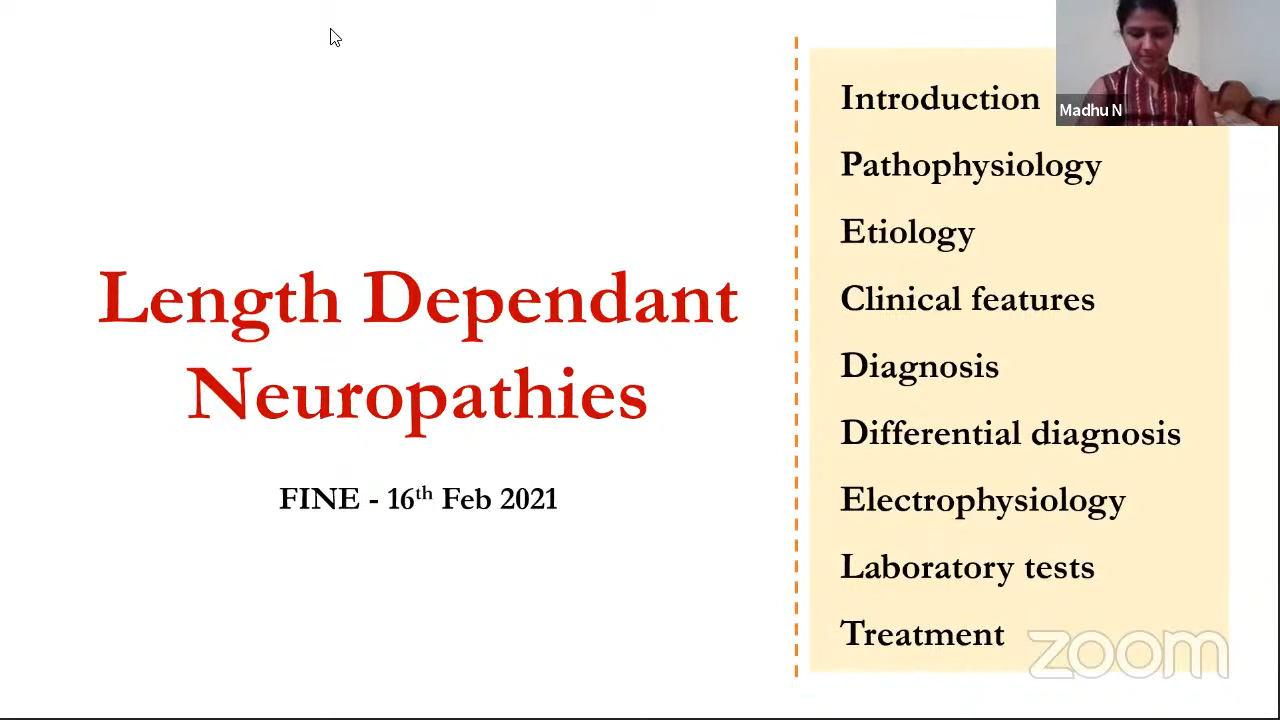 Length Dependant
Neuropathies
FINE - 16th Feb 2021
Introduction
Pathophysiology
Etiology
Clinical features
Diagnosis
Differential diagnosis
Electrophysiology
Laboratory tests
Treatment
Madhu N
zoom